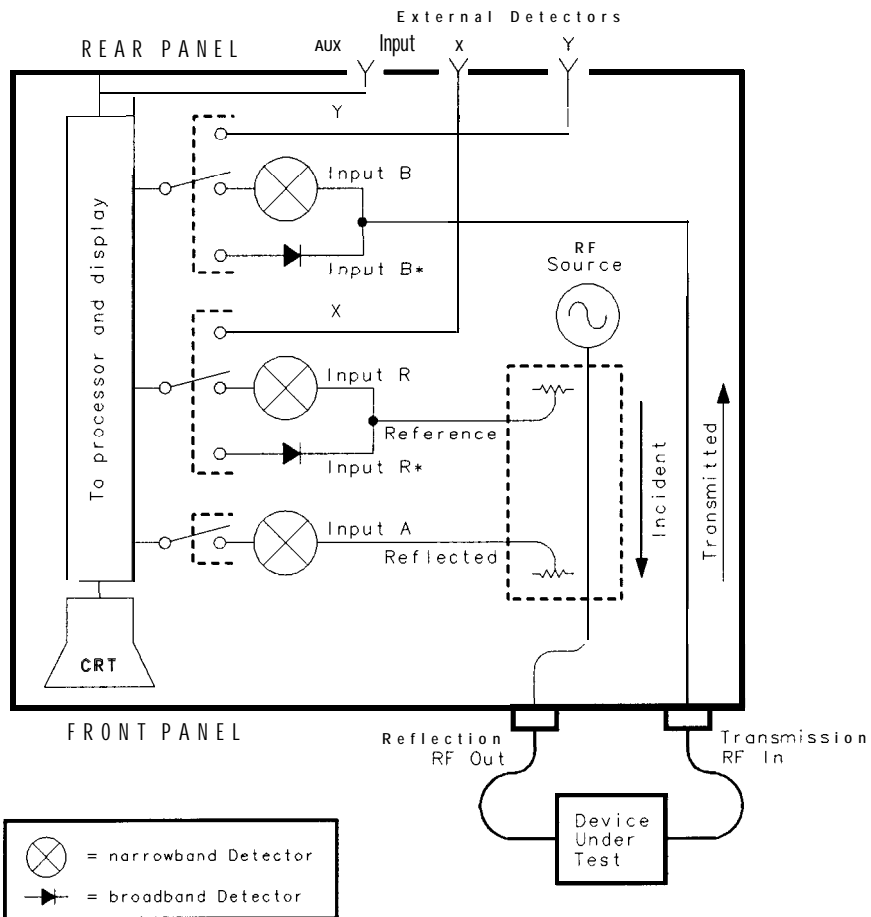 External Detectors
REAR PANEL
AUX Input X Y
Y
Input B
Input B*
X
Input R
Reference
Input R*
Input A
Reflected
RF
Source
Incident
Transmitted
To processor and display
CRT
FRONT PANEL
Reflection
RF Out
Transmission
RF In
Device
Under
Test
= narrowband Detector
= broadband Detector